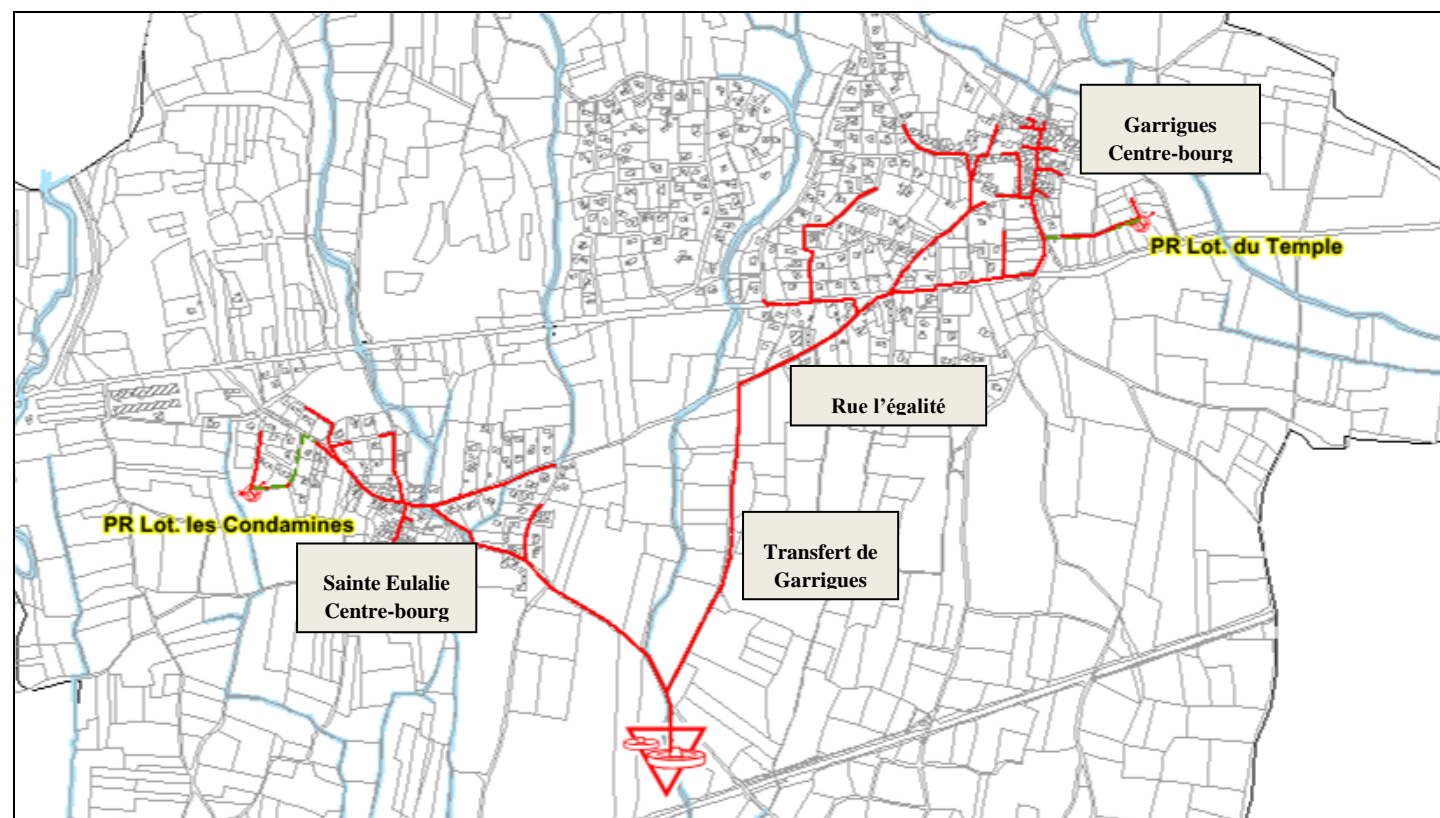 Garrigues
Centre-bourg
PR Lot. du Temple
Rue l'égalité
PR Lot. les Condamines
Transfert de
Garrigues
Sainte Eulalie
Centre-bourg